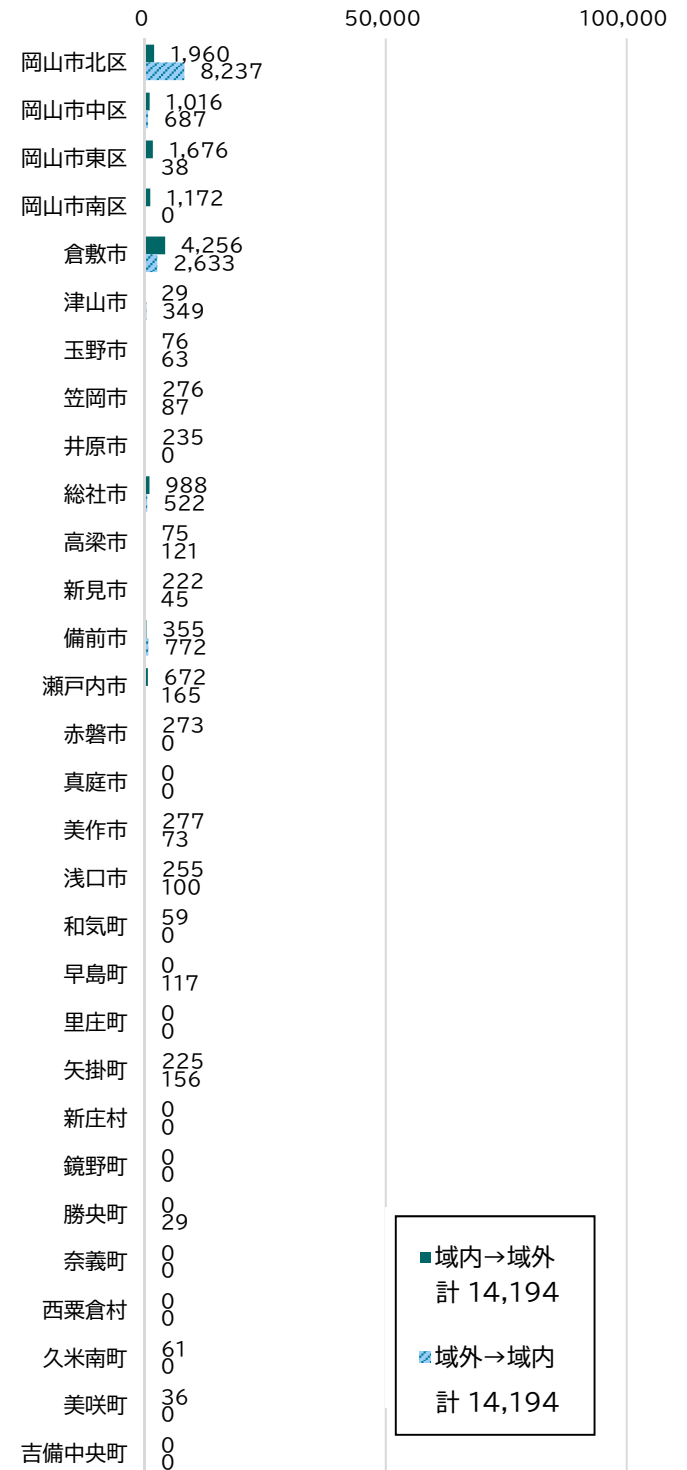 0 50,000 100,000
岡山市北区 1,960
8,237
岡山市中区 1,016
687
岡山市東区 1,676
38
岡山市南区 1,172
0
倉敷市 4,256
2,633
津山市 29
349
玉野市 76
63
笠岡市 276
87
井原市 235
0
総社市 988
522
高梁市 75
121
新見市 222
45
備前市 355
772
瀬戸内市 672
165
赤磐市 273
0
真庭市 0
0
美作市 277
73
浅口市 255
100
和気町 59
0
早島町 0
117
里庄町 0
0
矢掛町 225
156
新庄村 0
0
鏡野町 0
0
勝央町 0
29
奈義町 0
0
西粟倉村 0
0
久米南町 61
0
美咲町 36
0
吉備中央町 0
0
域内→域外
計 14,194
域外→域内
計 14,194